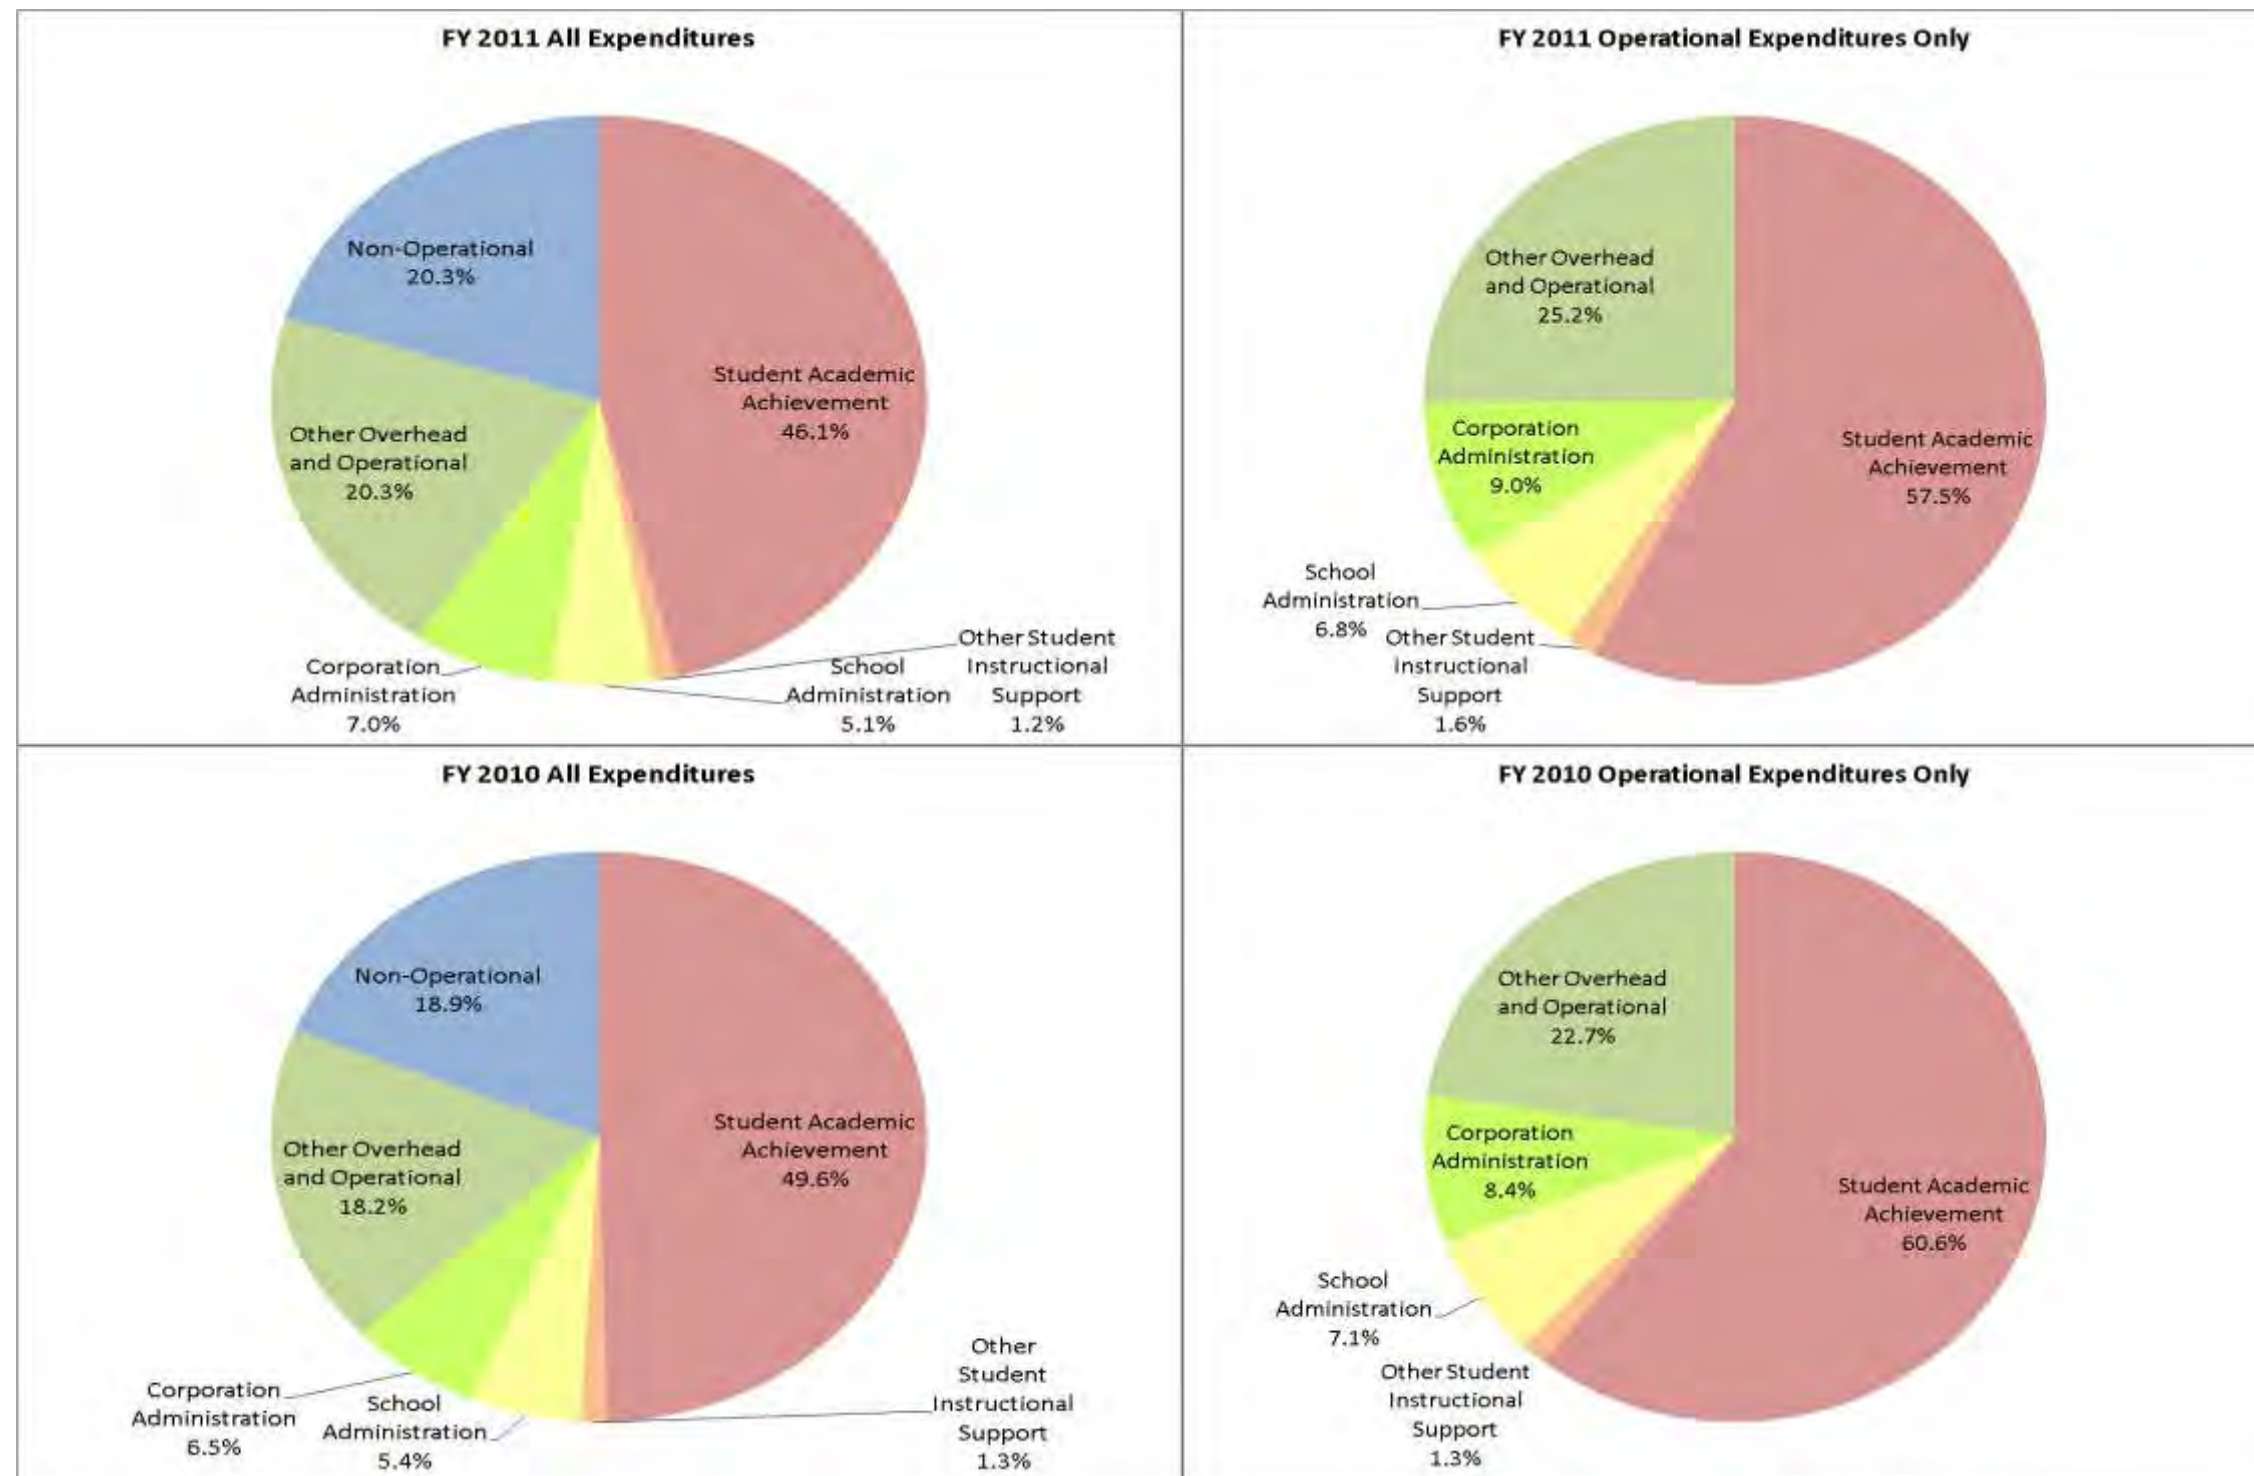 FY 2011 All Expenditures
Non-Operational
20.3%
Student Academic
Achievement
46.1%
Other Overhead
and Operational
20.3%
Corporation
Administration
7.0%
School
Administration
5.1%
Other Student
Instructional
Support
1.2%
FY 2011 Operational Expenditures Only
Other Overhead
and Operational
25.2%
Corporation
Administration
9.0%
Student Academic
Achievement
57.5%
School
Administration
6.8%
Other Student
Instructional
Support
1.6%
FY 2010 All Expenditures
Non-Operational
18.9%
Student Academic
Achievement
49.6%
Other Overhead
and Operational
18.2%
Corporation
Administration
6.5%
School
Administration
5.4%
Other
Student
Instructional
Support
1.3%
FY 2010 Operational Expenditures Only
Other Overhead
and Operational
22.7%
Corporation
Administration
8.4%
Student Academic
Achievement
60.6%
School
Administration
7.1%
Other Student
Instructional
Support
1.3%